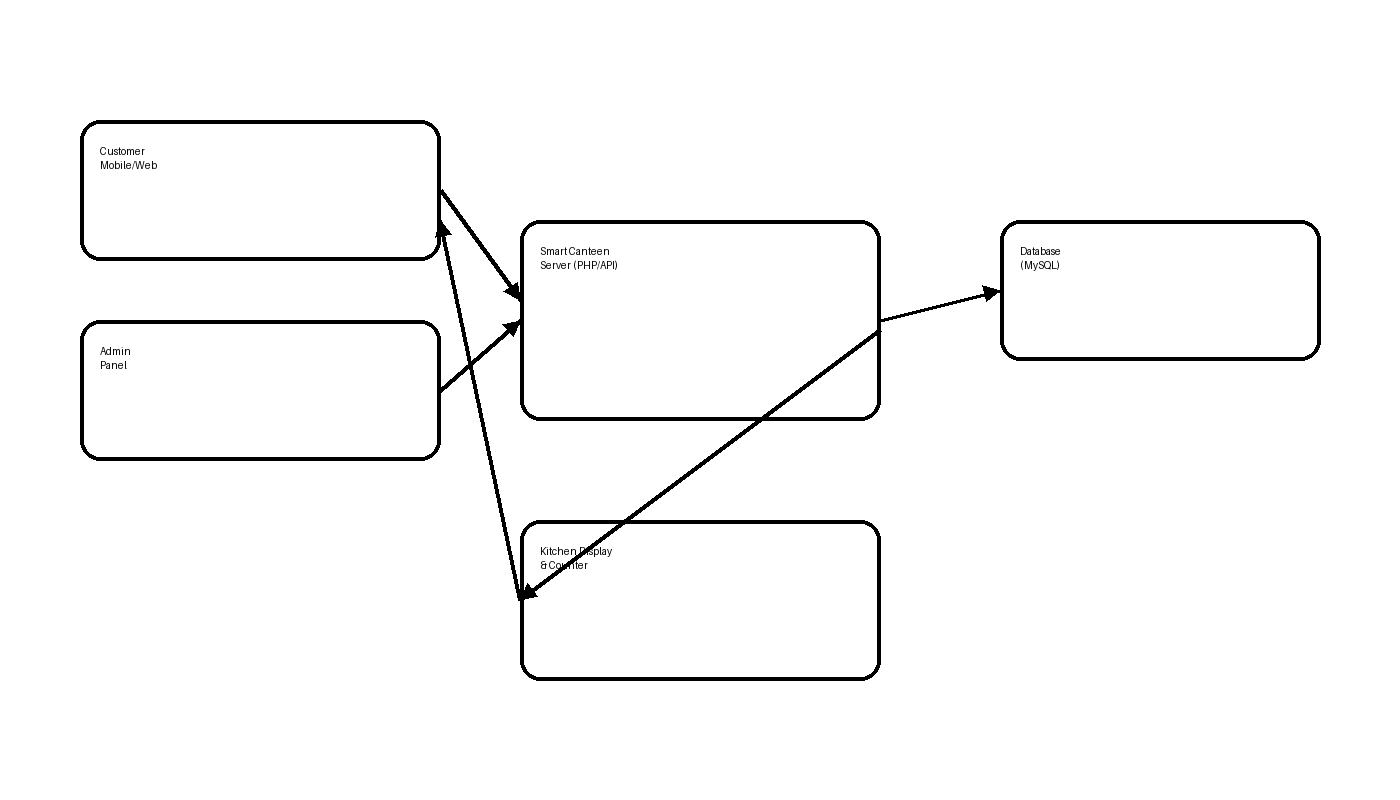 Customer
Mobile/Web
Smart Canteen
Server (PHP/API)
Database
(MySQL)
Admin
Panel
Kitchen Display
& Counter